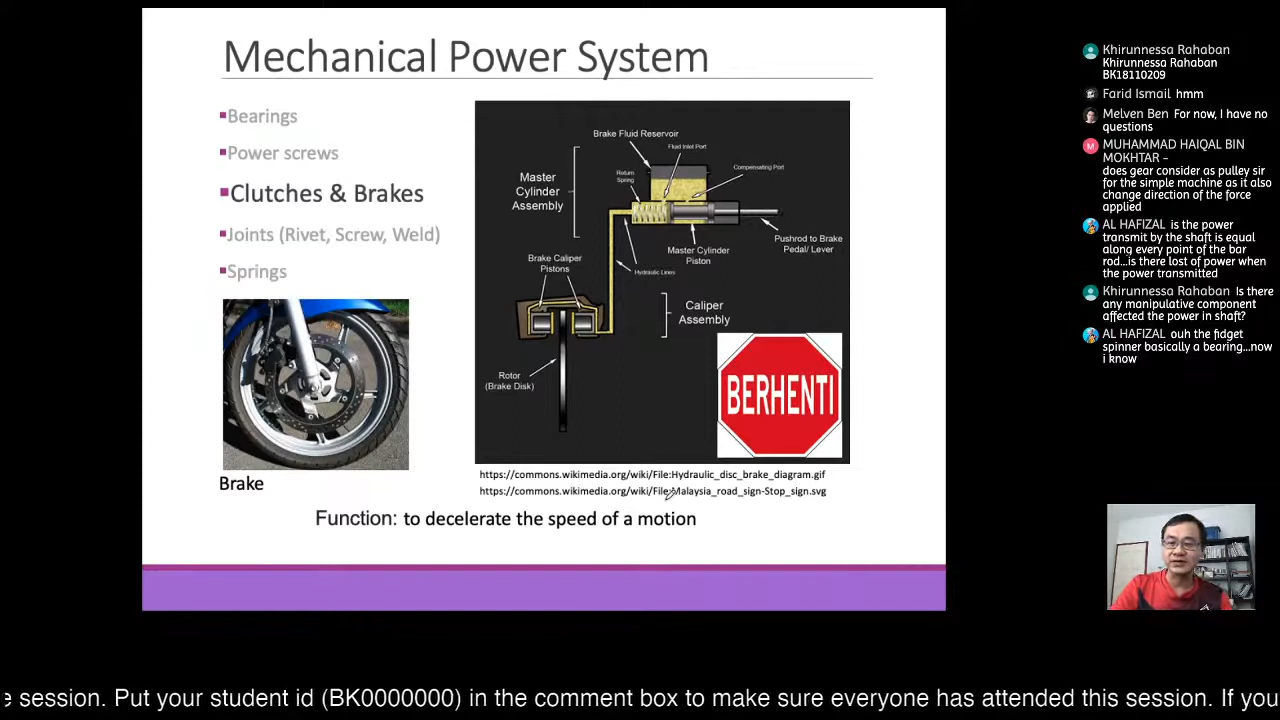 Mechanical Power System
▪Bearings
▪Power screws
▪Clutches & Brakes
▪Joints (Rivet, Screw, Weld)
▪Springs
Brake
Brake Fluid Reservoir
Fluid Inlet Port
Compensating Port
Return
Spring
Master
Cylinder
Assembly
Pushrod to Brake
Pedal/ Lever
Master Cylinder
Piston
Brake Caliper
Pistons
Hydraulic Lines
Caliper
Assembly
Rotor
(Brake Disk)
BERHENTI
https://commons.wikimedia.org/wiki/File:Hydraulic_disc_brake_diagram.gif
https://commons.wikimedia.org/wiki/File:Malaysia_road_sign-Stop_sign.svg
Function: to decelerate the speed of a motion
Khirunnessa Rahaban
Khirunnessa Rahaban
BK18110209
Farid Ismail hmm
Melven Ben For now, I have no
questions
MUHAMMAD HAIQAL BIN
MOKHTAR –
does gear consider as pulley sir
for the simple machine as it also
change direction of the force
applied
AL HAFIZAL is the power
transmit by the shaft is equal
along every point of the bar
rod...is there lost of power when
the power transmitted
Khirunnessa Rahaban Is there
any manipulative component
affected the power in shaft?
AL HAFIZAL ouh the fidget
spinner basically a bearing...now
i know
M
e session. Put your student id (BK0000000) in the comment box to make sure everyone has attended this session. If you